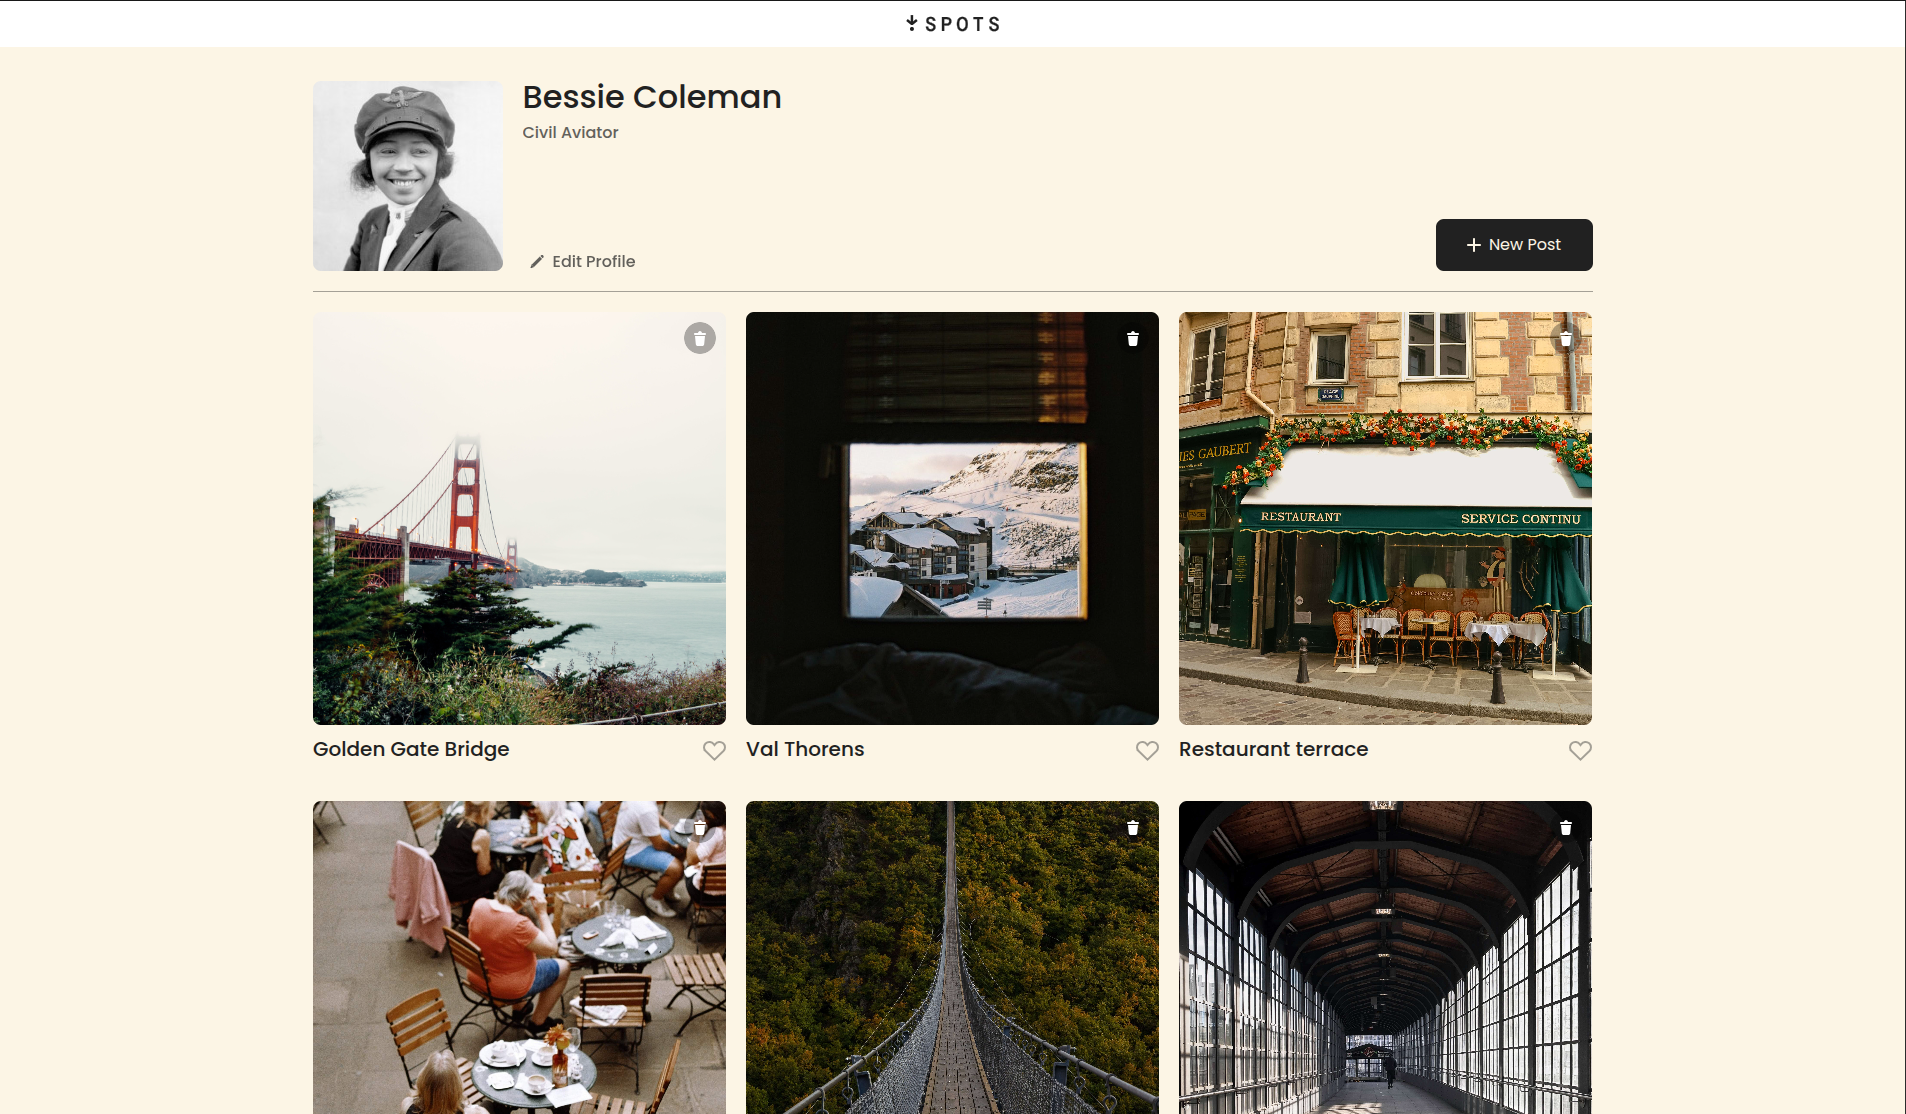 SPOTS
Bessie Coleman
Civil Aviator
Edit Profile
New Post
ES GAUBERT
RESTAURANT
SERVICE CONTINU
Golden Gate Bridge
Val Thorens
Restaurant terrace